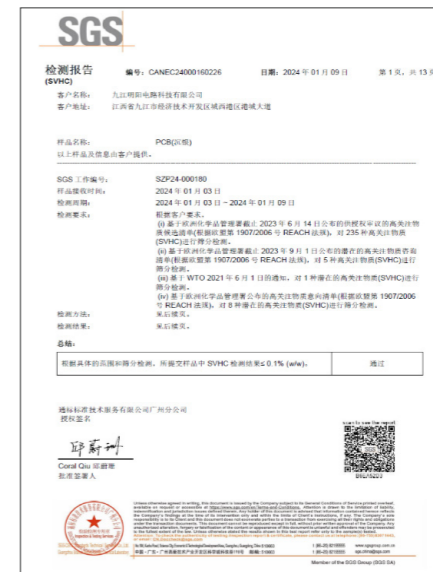 SGS
检测报告
(SVHC)
编号: CANEC24000160226 日期: 2024 年 01 月 09 日 第 1 页, 共 13 页
客户名称: 九江明阳电路科技有限公司
客户地址: 江西省九江市经济技术开发区城西港区港城大道
样品名称: PCB(沉银)
以上样品及信息由客户提供。
SGS 工作编号: SZP24-000180
样品接收时间: 2024 年 01 月 03 日
检测周期: 2024 年 01 月 03 日 – 2024 年 01 月 09 日
检测要求: 根据客户要求,
(i) 基于欧洲化学品管理署截止 2023 年 6 月 14 日公布的供授权审议的高关注物
质候选清单(根据欧盟第 1907/2006 号 REACH 法规), 对 235 种高关注物质
(SVHC)进行筛分检测。
(ii) 基于欧洲化学品管理署截止 2023 年 9 月 1 日公布的潜在的高关注物质咨询
清单(根据欧盟第 1907/2006 号 REACH 法规), 对 5 种高关注物质(SVHC)进行
筛分检测。
(iii) 基于 WTO 2021 年 6 月 1 日的通知, 对 1 种潜在的高关注物质(SVHC)进行
筛分检测。
(iv) 基于欧洲化学品管理署公布的高关注物质意向清单(根据欧盟第 1907/2006
号 REACH 法规), 对 8 种潜在的高关注物质(SVHC)进行筛分检测。
检测方法: 见后续页。
检测结果: 见后续页。
总结:
根据具体的范围和筛分检测, 所提交样品中 SVHC 检测结果≤ 0.1% (w/w)。 通过
通标标准技术服务有限公司广州分公司
授权签名
scan to see the report
SGS
Coral Qiu 邱蔚珊
批准签署人
Member of the SGS Group (SGS SA)